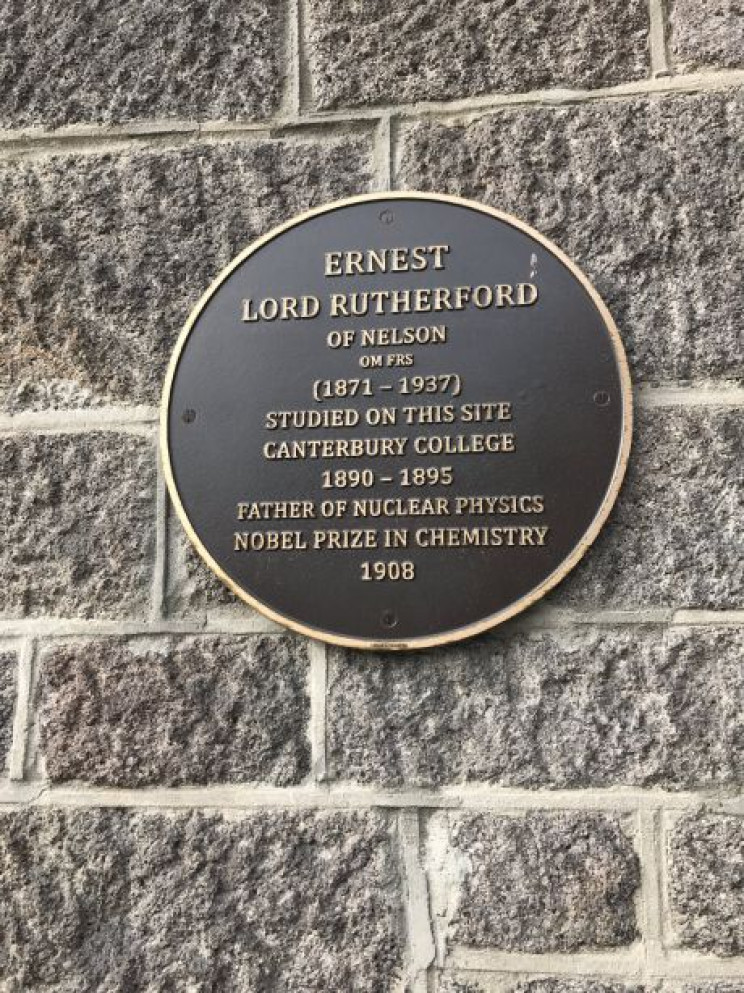 ERNEST
LORD RUTHERFORD
OF NELSON
OM FRS
(1871 – 1937)
STUDIED ON THIS SITE
CANTERBURY COLLEGE
1890 – 1895
FATHER OF NUCLEAR PHYSICS
NOBEL PRIZE IN CHEMISTRY
1908